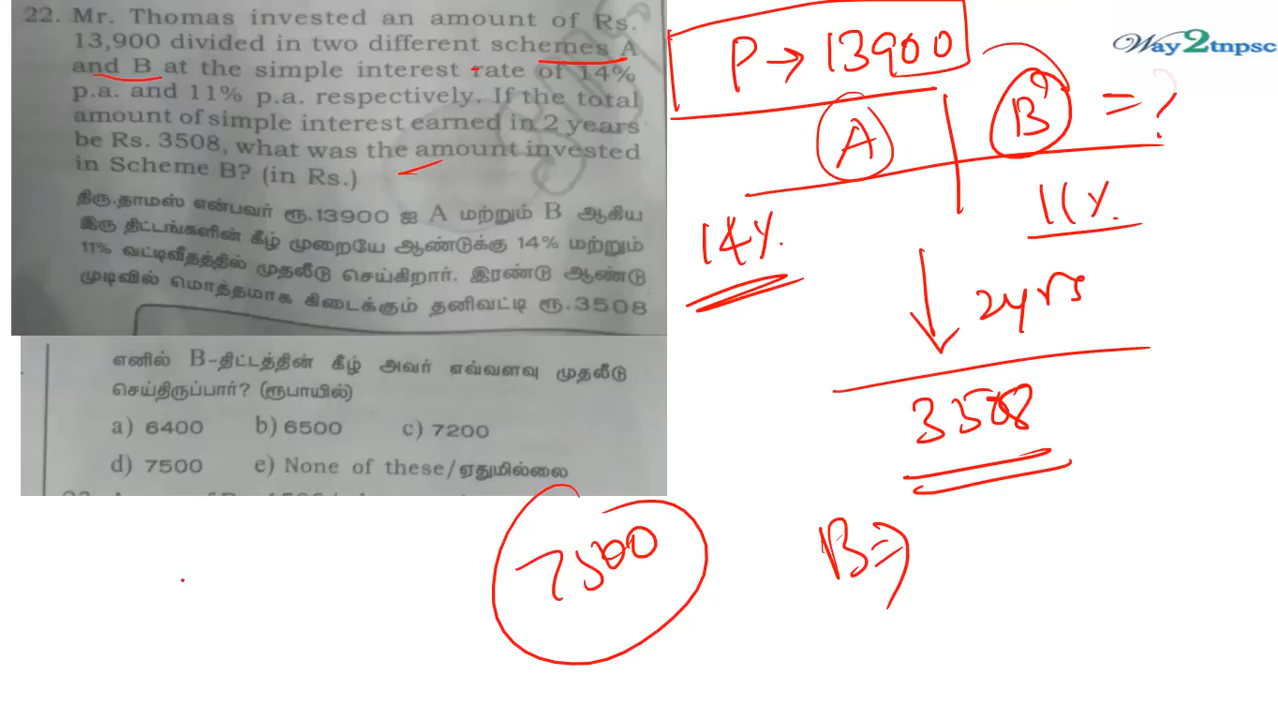 22. Mr. Thomas invested an amount of Rs.
13,900 divided in two different schemes A
and B at the simple interest rate of 14%
p.a. and 11% p.a. respectively. If the total
amount of simple interest earned in 2 years
be Rs. 3508, what was the amount invested
in Scheme B? (in Rs.)
திரு.தாமஸ் என்பவர் ரூ.13900 ஐ A மற்றும் B ஆகிய
இரு திட்டங்களின் கீழ் முறையே ஆண்டுக்கு 14% மற்றும்
11% வட்டிவீதத்தில் முதலீடு செய்கிறார். இரண்டு ஆண்டு
முடிவில் மொத்தமாக கிடைக்கும் தனிவட்டி ரூ.3508
எனில் B-திட்டத்தின் கீழ் அவர் எவ்வளவு முதலீடு
செய்திருப்பார்? (ரூபாயில்)
a) 6400 b) 6500 c) 7200
d) 7500 e) None of these/ஏதுமில்லை
Way2tnpsc
P → 13900
A B = ?
14%. 11%.
2yrs
3508
7500
B ⇒